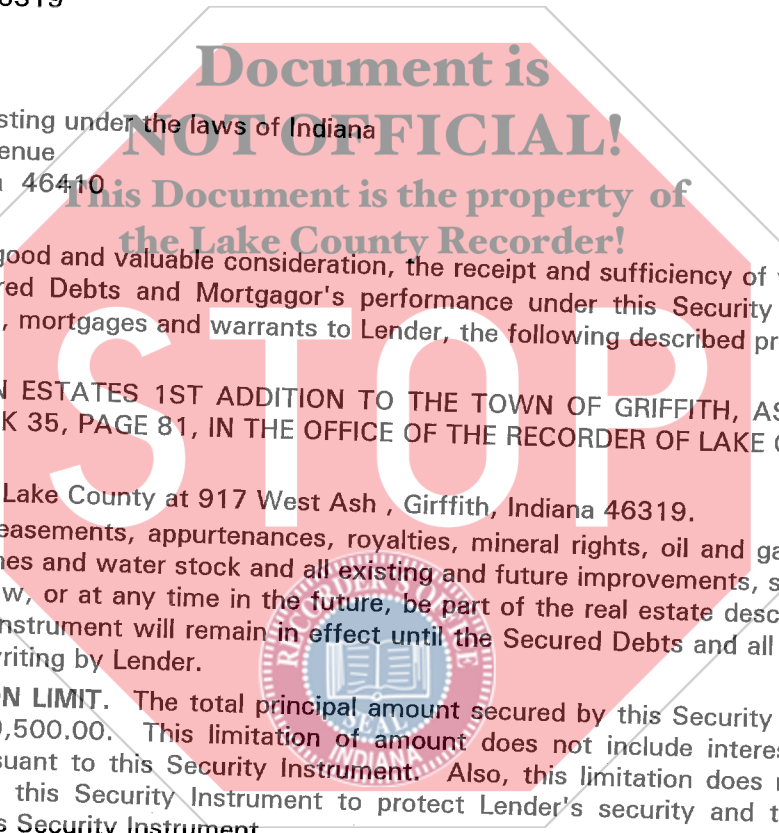 46319
Document is
sting under the laws of Indiana
NOT OFFICIAL!
enue
46410
This Document is the property of
the Lake County Recorder!
good and valuable consideration, the receipt and sufficiency of
red Debts and Mortgagor's performance under this Security
, mortgages and warrants to Lender, the following described pr
STOP
N ESTATES 1ST ADDITION TO THE TOWN OF GRIFFITH, AS
K 35, PAGE 81, IN THE OFFICE OF THE RECORDER OF LAKE C
Lake County at 917 West Ash , Girffith, Indiana 46319.
easements, appurtenances, royalties, mineral rights, oil and ga
nes and water stock and all existing and future improvements, s
w, or at any time in the future, be part of the real estate desc
nstrument will remain in effect until the Secured Debts and all
riting by Lender.
ON LIMIT. The total principal amount secured by this Security
0,500.00. This limitation of amount does not include interes
suant to this Security Instrument. Also, this limitation does
this Security Instrument to protect Lender's security and t
s Security Instrument.
SEAL
INDIANA